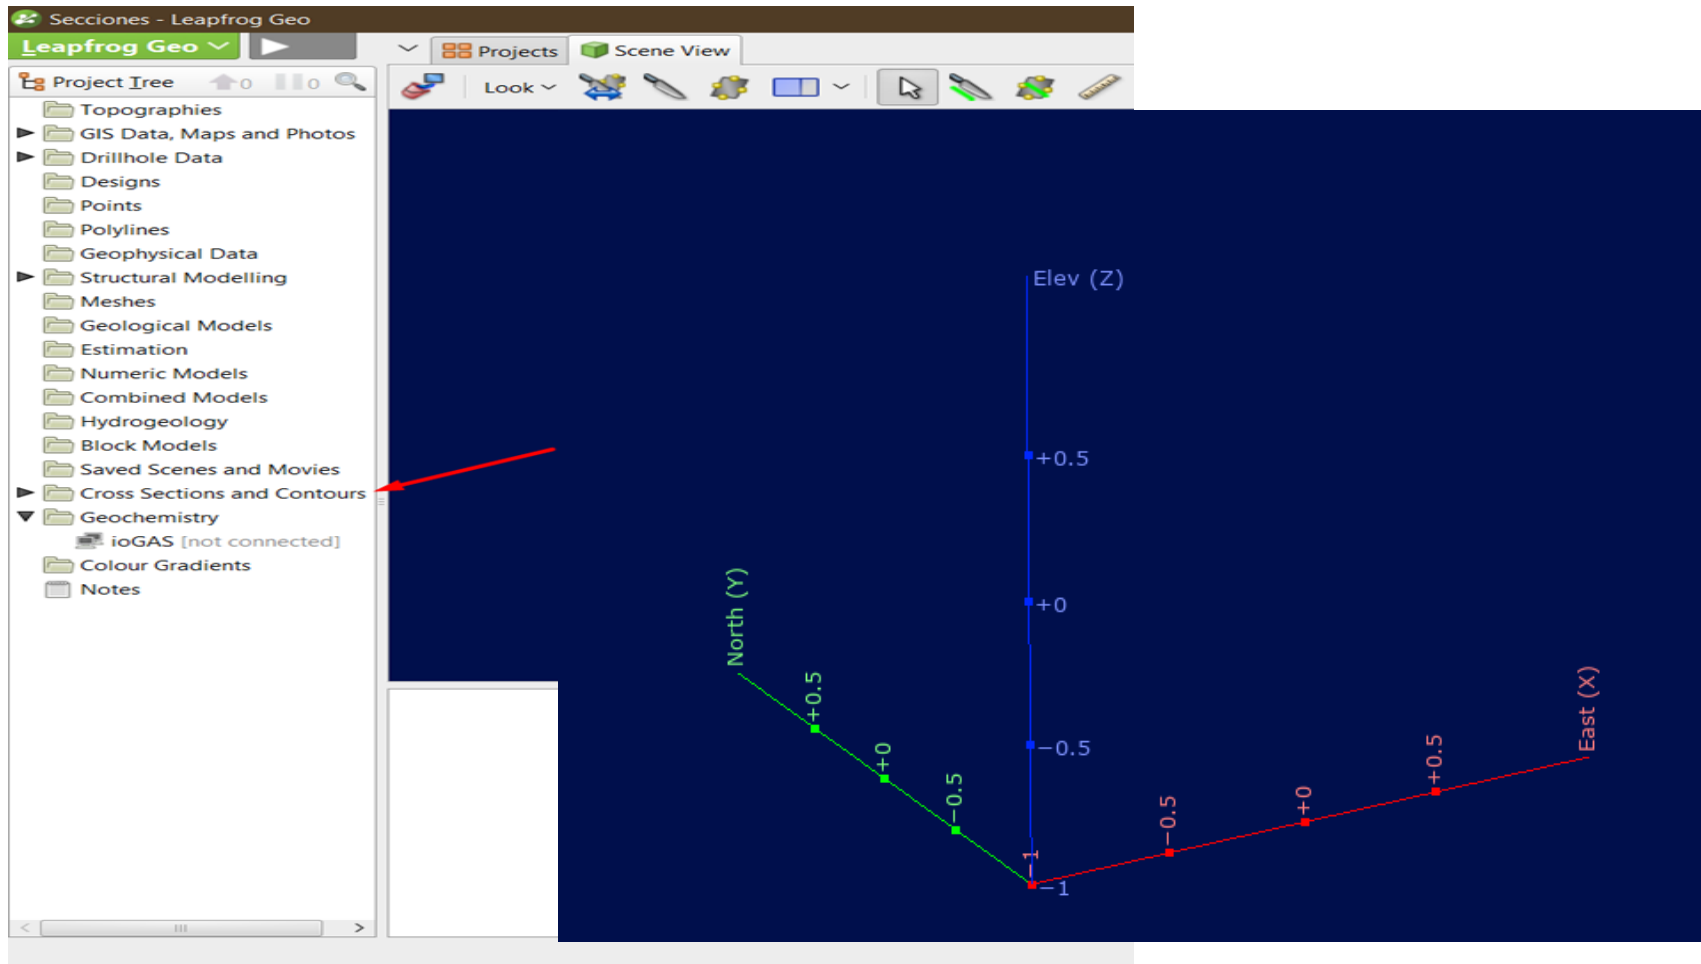 Secciones - Leapfrog Geo
Leapfrog Geo
Projects
Scene View
Project Tree
0
0
Look
Topographies
GIS Data, Maps and Photos
Drillhole Data
Designs
Points
Polylines
Geophysical Data
Structural Modelling
Meshes
Geological Models
Estimation
Numeric Models
Combined Models
Hydrogeology
Block Models
Saved Scenes and Movies
Cross Sections and Contours
Geochemistry
ioGAS [not connected]
Colour Gradients
Notes
Elev (Z)
+0.5
+0
−0.5
−1
North (Y)
+0.5
+0
−0.5
−1
−0.5
+0
+0.5
East (X)